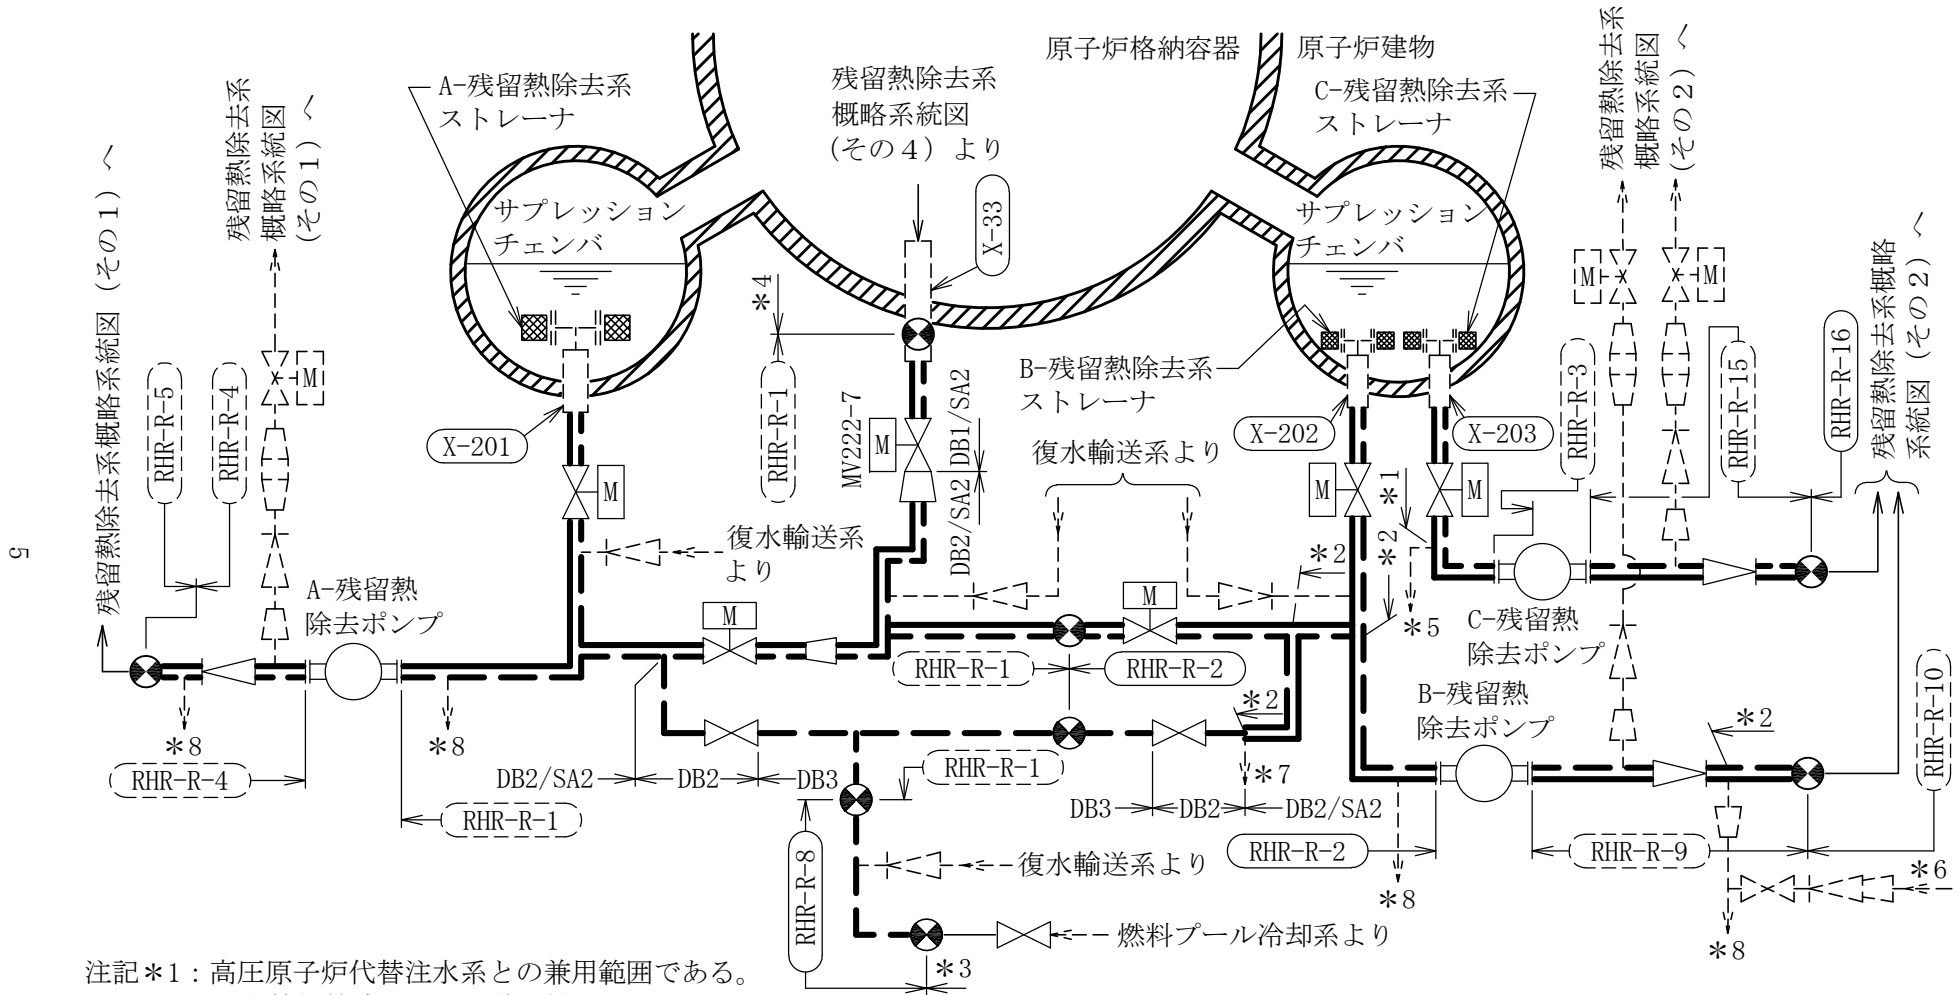 原子炉格納容器
原子炉建物
残留熱除去系
概略系統図
(その1) へ
A-残留熱除去系
ストレーナ
残留熱除去系
概略系統図
(その4) より
C-残留熱除去系
ストレーナ
残留熱除去系
概略系統図
(その2) へ
残留熱除去系概略系統図 (その1) へ
サプレッション
チェンバ
X-33
サプレッション
チェンバ
残留熱除去系概略
系統図 (その2) へ
M
M
*4
RHR-R-5
RHR-R-4
M
RHR-R-1
MV222-7
M
DB2/SA2
DB1/SA2
B-残留熱除去系
ストレーナ
RHR-R-3
RHR-R-15
RHR-R-16
X-201
X-202
X-203
復水輸送系より
M
M
M
*1
*2
5
復水輸送系
より
*2
*5
A-残留熱
除去ポンプ
M
M
C-残留熱
除去ポンプ
RHR-R-1
RHR-R-2
B-残留熱
除去ポンプ
RHR-R-10
*8
*8
*2
*2
RHR-R-4
DB2/SA2
DB2
DB3
RHR-R-1
*7
RHR-R-1
DB3
DB2
DB2/SA2
RHR-R-8
復水輸送系より
RHR-R-2
RHR-R-9
*6
*8
燃料プール冷却系より
*8
*3
注記*1：高圧原子炉代替注水系との兼用範囲である。